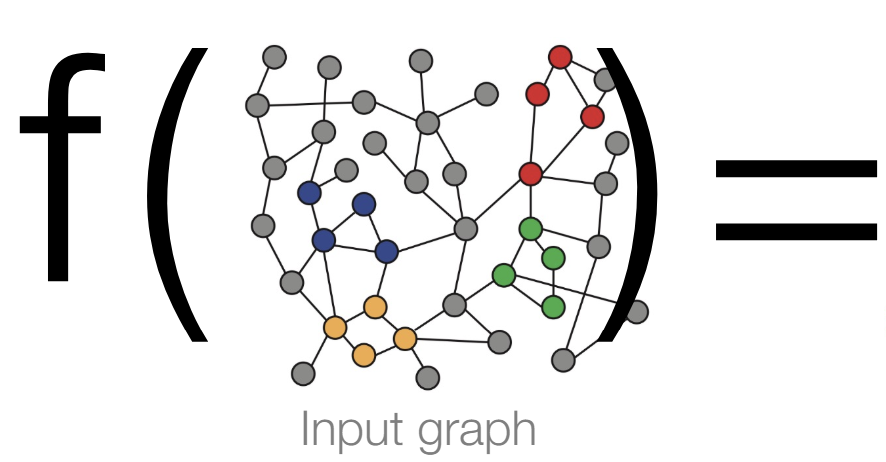 f( ) =
Input graph